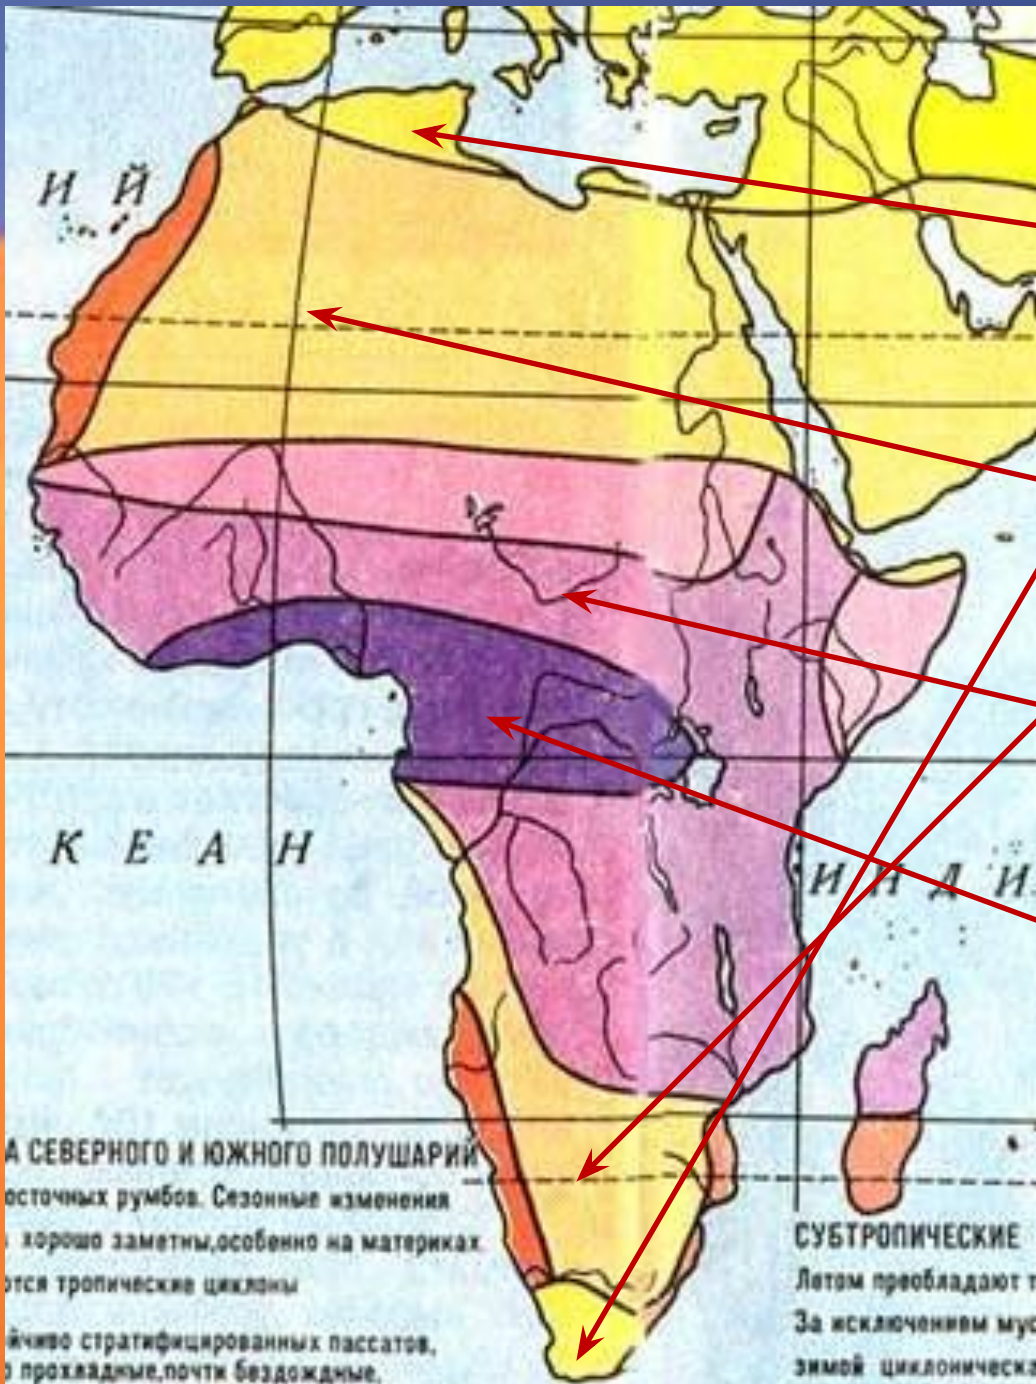 И Й
К Е А Н
И Н Д И
А СЕВЕРНОГО И ЮЖНОГО ПОЛУШАРИЙ
осточных румбов. Сезонные изменения
хорошо заметны, особенно на материках
ются тропические циклоны
йчиво стратифицированных пассатов,
прохладные, почти бездождные.
СУБТРОПИЧЕСКИЕ
Летом преобладают т
За исключением мус
зимой циклоническа